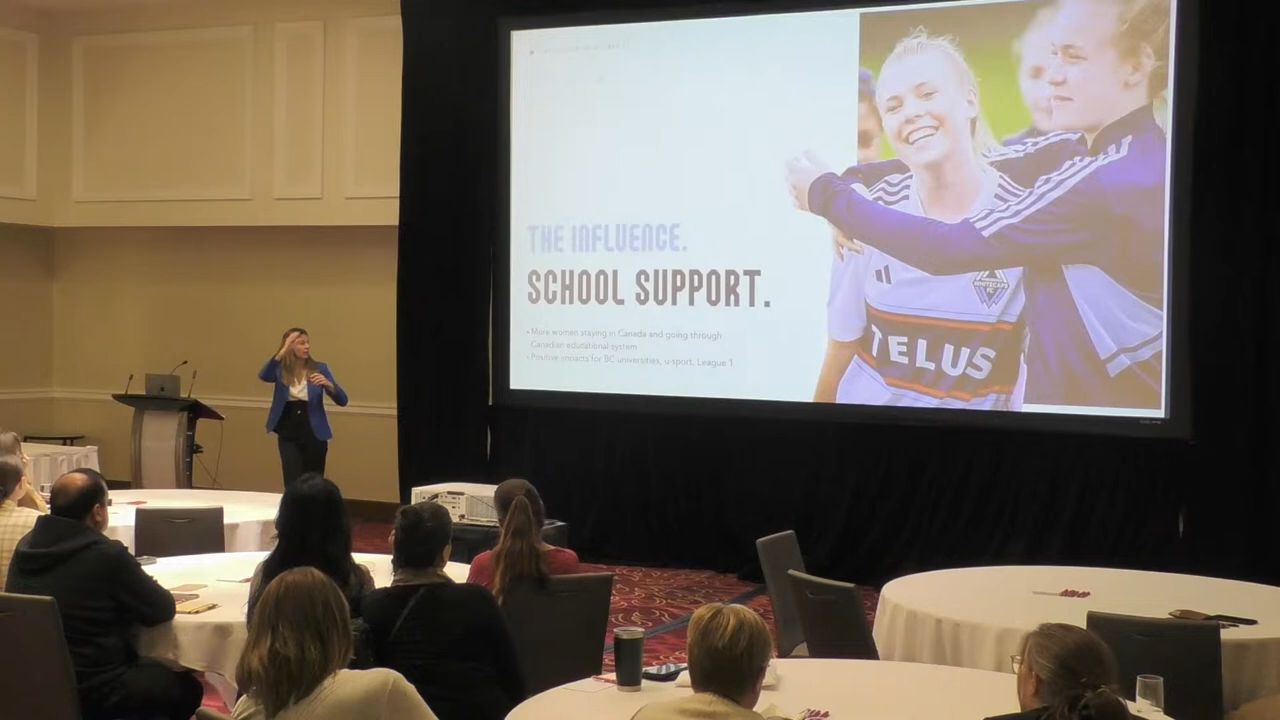 THE INFLUENCE.
SCHOOL SUPPORT.
• More women staying in Canada and going through
Canadian educational system
• Positive impacts for BC universities, u-sport, League 1
WHITECAPS
FC
TELUS